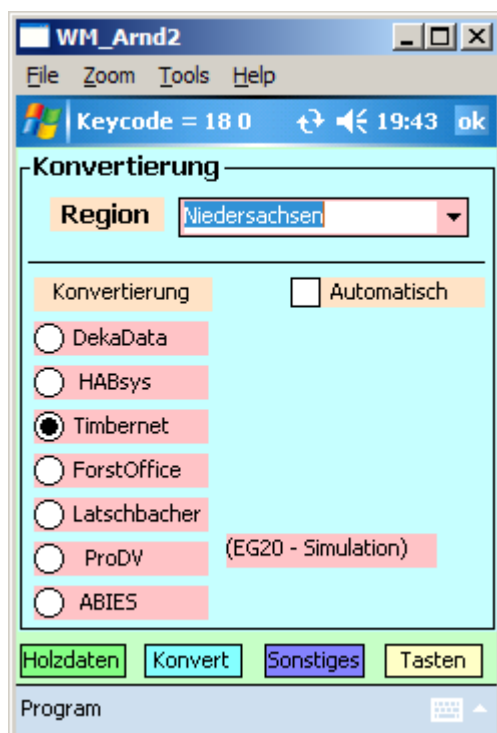 WM_Arnd2
File Zoom Tools Help
Keycode = 18 0 19:43 ok
Konvertierung
Region Niedersachsen
Konvertierung Automatisch
DekaData
HABsys
Timbernet
ForstOffice
Latschbacher
ProDV (EG20 - Simulation)
ABIES
Holzdaten Konvert Sonstiges Tasten
Program